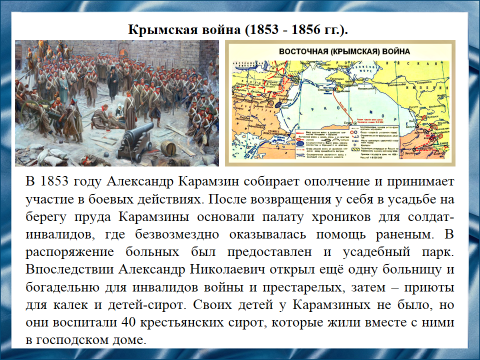 Крымская война (1853 - 1856 гг.).
ВОСТОЧНАЯ (КРЫМСКАЯ) ВОЙНА
В 1853 году Александр Карамзин собирает ополчение и принимает
участие в боевых действиях. После возвращения у себя в усадьбе на
берегу пруда Карамзины основали палату хроников для солдат-
инвалидов, где безвозмездно оказывалась помощь раненым. В
распоряжение больных был предоставлен и усадебный парк.
Впоследствии Александр Николаевич открыл ещё одну больницу и
богадельню для инвалидов войны и престарелых, затем – приюты
для калек и детей-сирот. Своих детей у Карамзиных не было, но
они воспитали 40 крестьянских сирот, которые жили вместе с ними
в господском доме.